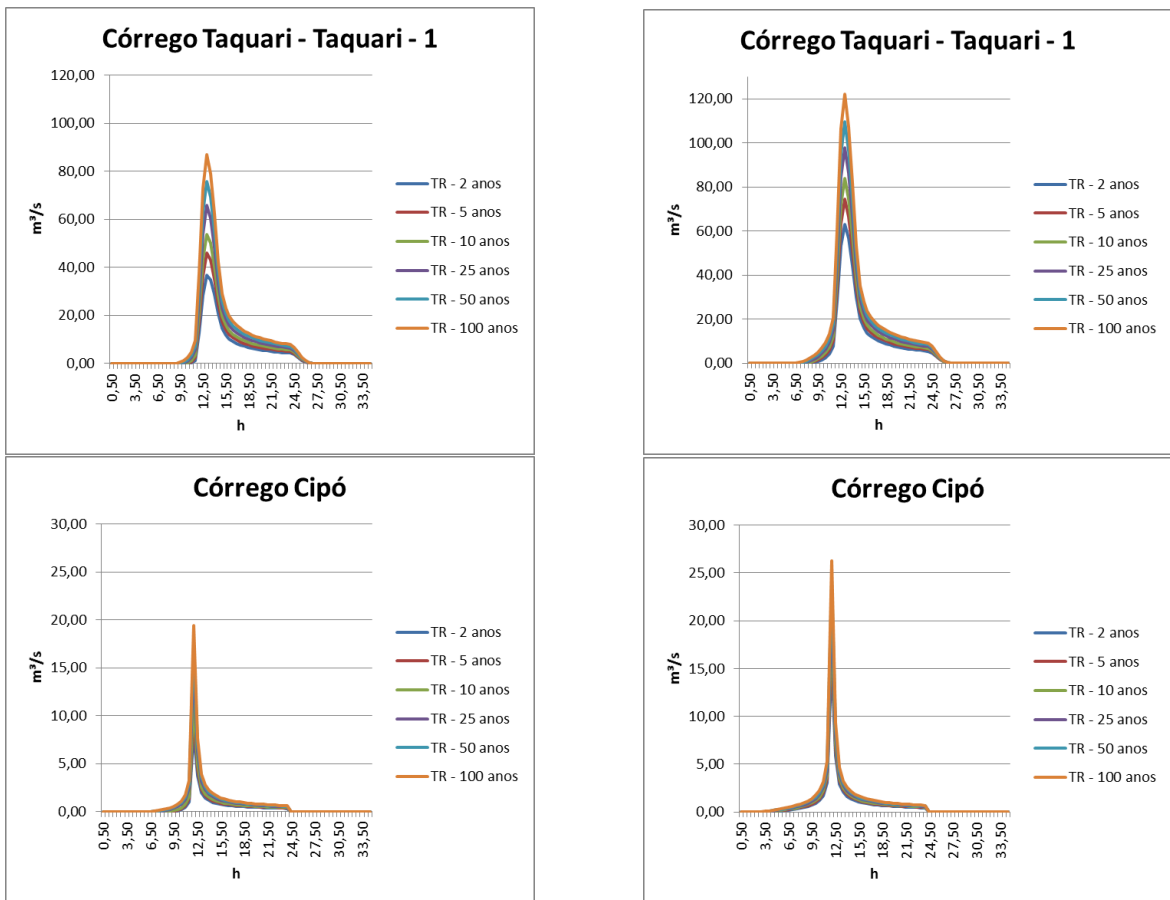 Córrego Taquari - Taquari - 1
120,00
100,00
80,00
60,00
40,00
20,00
0,00
m³/s
0,50
3,50
6,50
9,50
12,50
15,50
18,50
21,50
24,50
27,50
30,50
33,50
h
TR - 2 anos
TR - 5 anos
TR - 10 anos
TR - 25 anos
TR - 50 anos
TR - 100 anos
Córrego Taquari - Taquari - 1
120,00
100,00
80,00
60,00
40,00
20,00
0,00
m³/s
0,50
3,50
6,50
9,50
12,50
15,50
18,50
21,50
24,50
27,50
30,50
33,50
h
TR - 2 anos
TR - 5 anos
TR - 10 anos
TR - 25 anos
TR - 50 anos
TR - 100 anos
Córrego Cipó
30,00
25,00
20,00
15,00
10,00
5,00
0,00
m³/s
0,50
3,50
6,50
9,50
12,50
15,50
18,50
21,50
24,50
27,50
30,50
33,50
h
TR - 2 anos
TR - 5 anos
TR - 10 anos
TR - 25 anos
TR - 50 anos
TR - 100 anos
Córrego Cipó
30,00
25,00
20,00
15,00
10,00
5,00
0,00
m³/s
0,50
3,50
6,50
9,50
12,50
15,50
18,50
21,50
24,50
27,50
30,50
33,50
h
TR - 2 anos
TR - 5 anos
TR - 10 anos
TR - 25 anos
TR - 50 anos
TR - 100 anos